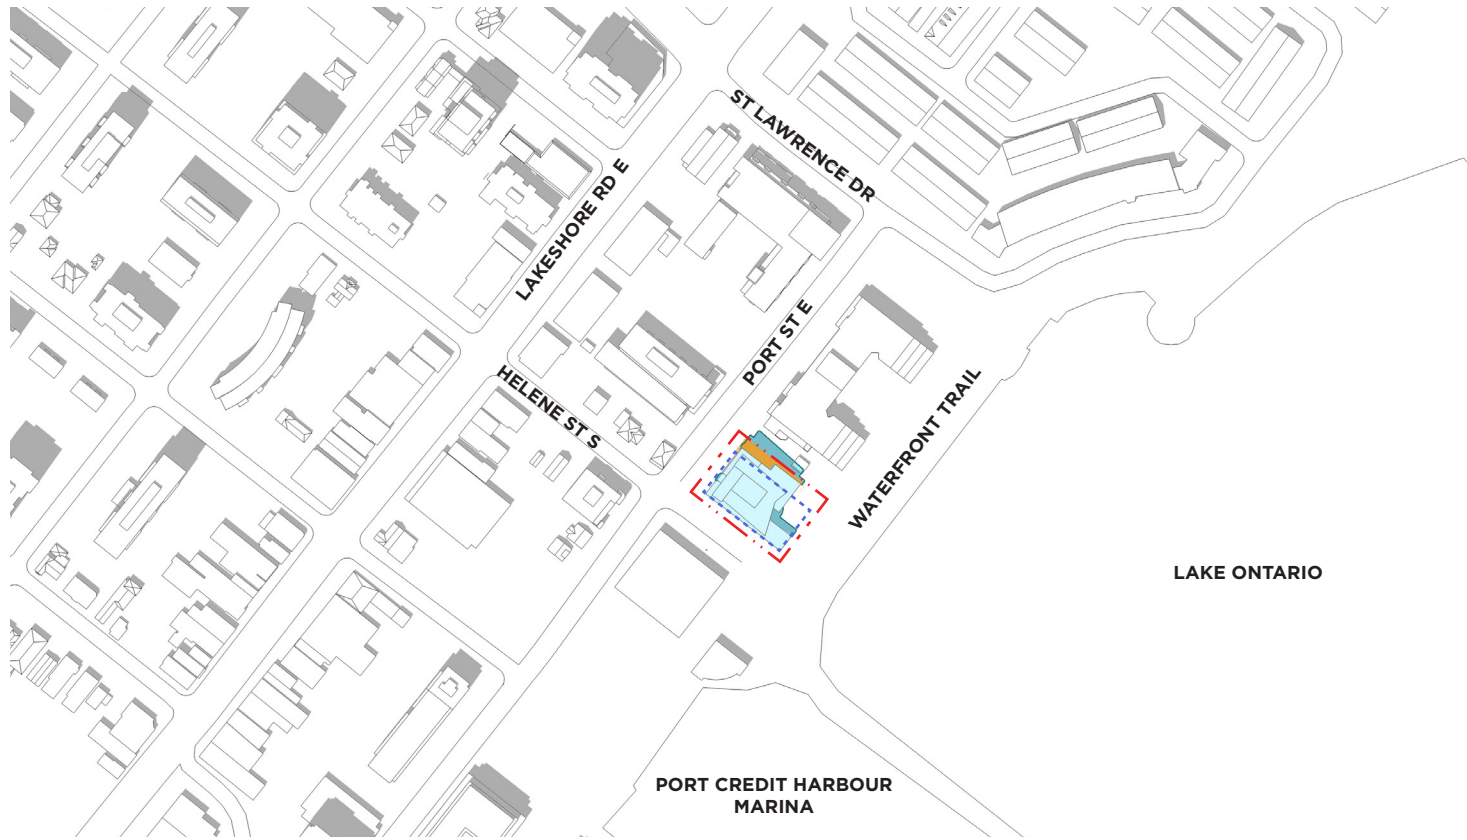 ST LAWRENCE DR
LAKESHORE RD E
PORT ST E
HELENE ST S
WATERFRONT TRAIL
LAKE ONTARIO
PORT CREDIT HARBOUR
MARINA